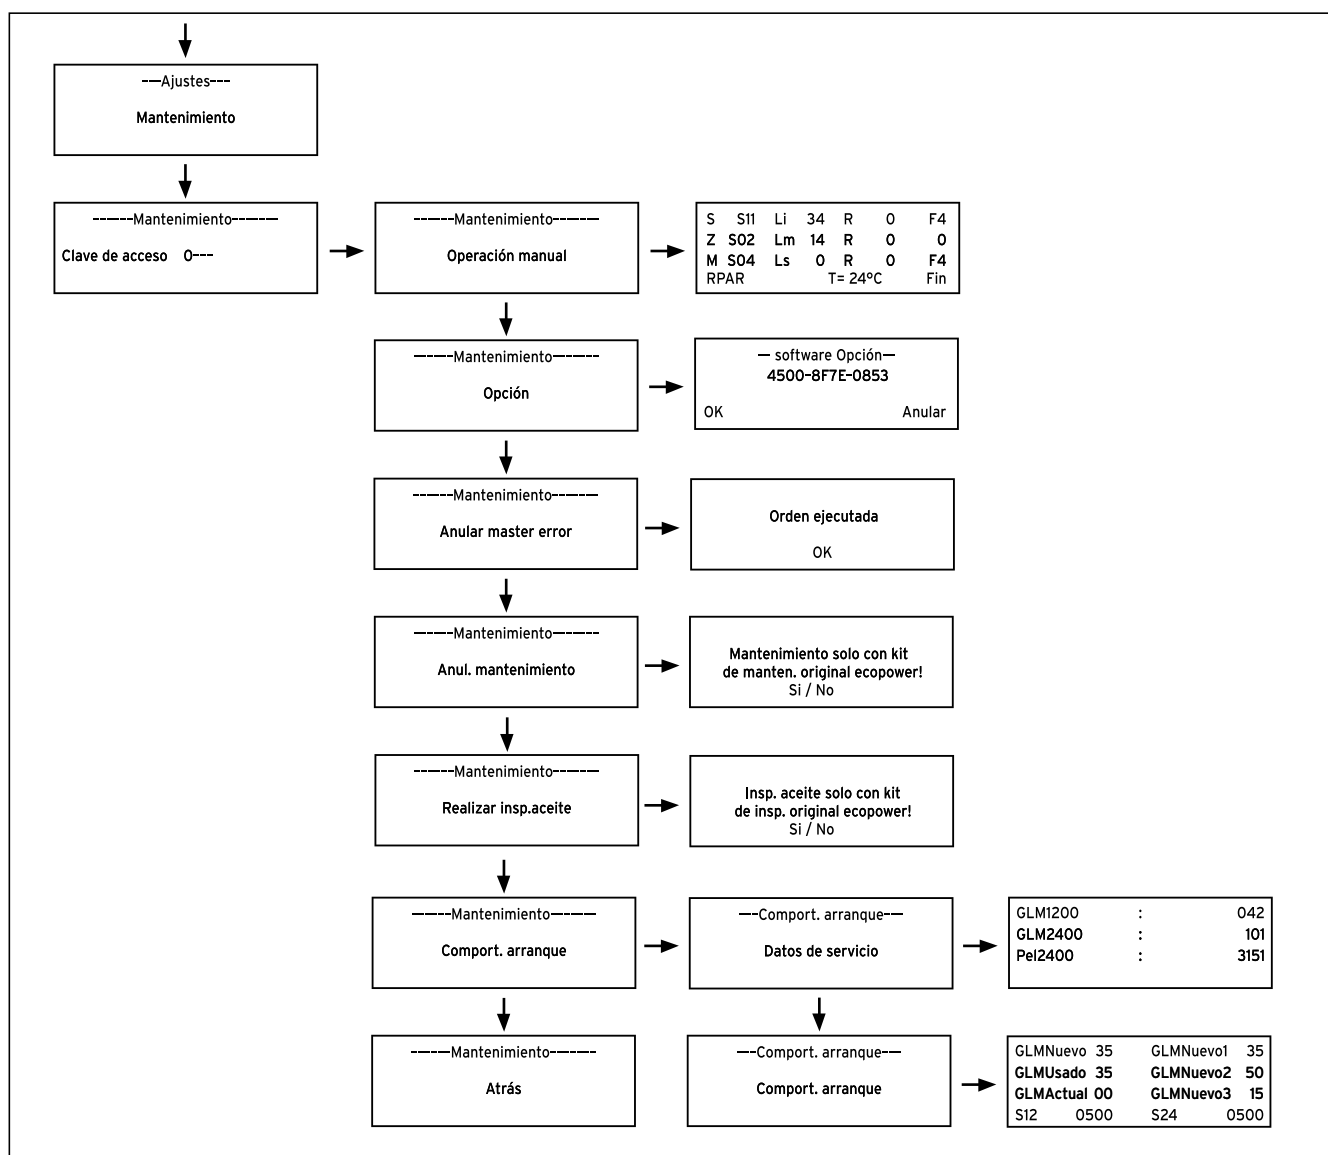 ---Ajustes---
Mantenimiento
------Mantenimiento-------
Clave de acceso 0---
------Mantenimiento-------
Operación manual
S S11 Li 34 R 0 F4
Z S02 Lm 14 R 0 0
M S04 Ls 0 R 0 F4
RPAR T= 24°C Fin
------Mantenimiento-------
Opción
— software Opción—
4500-8F7E-0853
OK Anular
------Mantenimiento-------
Anular master error
Orden ejecutada
OK
------Mantenimiento-------
Anul. mantenimiento
Mantenimiento solo con kit
de manten. original ecopower!
Si / No
------Mantenimiento-------
Realizar insp.aceite
Insp. aceite solo con kit
de insp. original ecopower!
Si / No
------Mantenimiento-------
Comport. arranque
---Comport. arranque---
Datos de servicio
GLM1200 : 042
GLM2400 : 101
Pel2400 : 3151
------Mantenimiento-------
Atrás
---Comport. arranque---
Comport. arranque
GLMNuevo 35 GLMNuevo1 35
GLMUsado 35 GLMNuevo2 50
GLMActual 00 GLMNuevo3 15
S12 0500 S24 0500